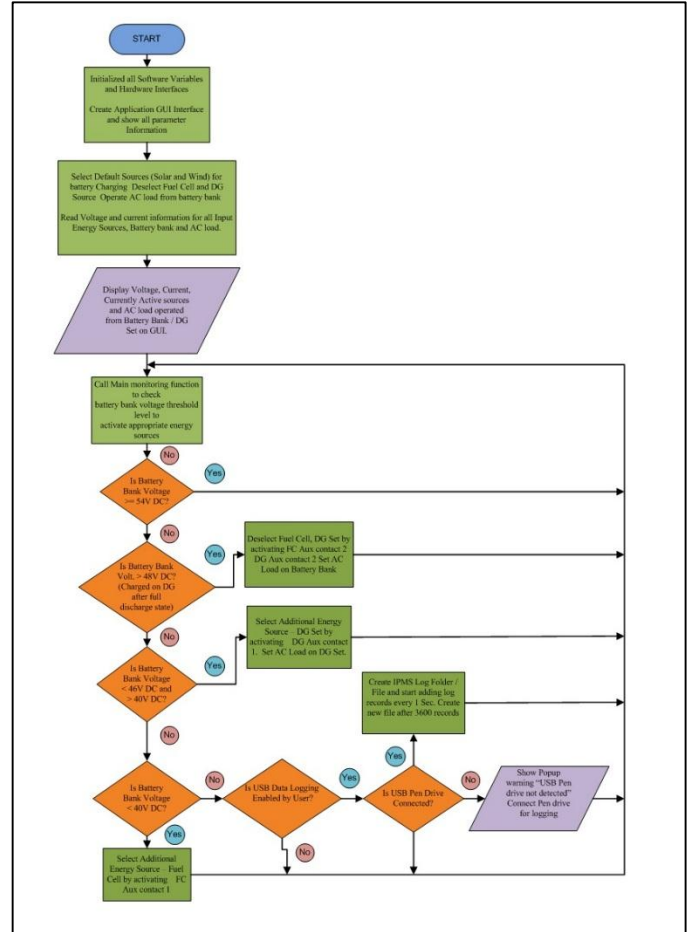 START
Initialized all Software Variables
and Hardware Interfaces
Create Application GUI Interface
and show all parameter
Information
Select Default Sources (Solar and Wind) for
battery Charging Deselect Fuel Cell and DG
Source Operate AC load from battery bank
Read Voltage and current information for all Input
Energy Sources, Battery bank and AC load.
Display Voltage, Current,
Currently Active sources
and AC load operated
from Battery Bank / DG
Set on GUI.
Call Main monitoring function
to check
battery bank voltage threshold
level to
activate appropriate energy
sources
No
Yes
Is Battery
Bank Voltage
>= 54V DC?
No
Yes
Is Battery Bank
Volt. > 48V DC?
(Charged on DG
after full
discharge state)
Deselect Fuel Cell, DG Set by
activating FC Aux contact 2
DG Aux contact 2 Set AC
Load on Battery Bank
No
Yes
Is Battery
Bank Voltage
< 46V DC and
> 40V DC?
Select Additional Energy
Source – DG Set by
activating DG Aux contact
1. Set AC Load on DG Set.
No
Create IPMS Log Folder /
File and start adding log
records every 1 Sec. Create
new file after 3600 records
Yes
Is Battery
Bank Voltage
< 40V DC?
No
Is USB Data Logging
Enabled by User?
Yes
Is USB Pen Drive
Connected?
No
Show Popup
warning “USB Pen
drive not detected”
Connect Pen drive
for logging
Yes
No
Select Additional
Energy Source – Fuel
Cell by activating FC
Aux contact 1